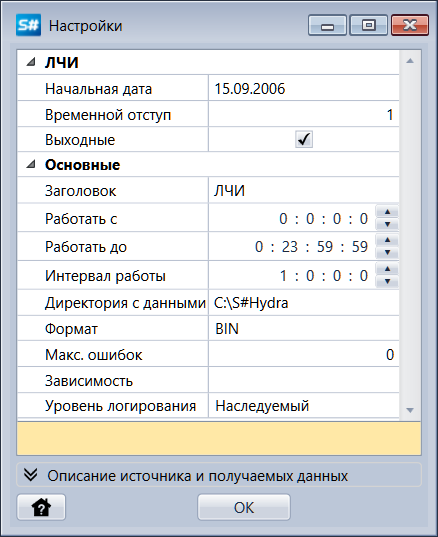 S# Настройки
ЛЧИ
Начальная дата 15.09.2006
Временной отступ 1
Выходные
Основные
Заголовок ЛЧИ
Работать с 0 : 0 : 0 : 0
Работать до 0 : 23 : 59 : 59
Интервал работы 1 : 0 : 0 : 0
Директория с данными C:\S#Hydra
Формат BIN
Макс. ошибок 0
Зависимость
Уровень логирования Наследуемый
Описание источника и получаемых данных
? OK